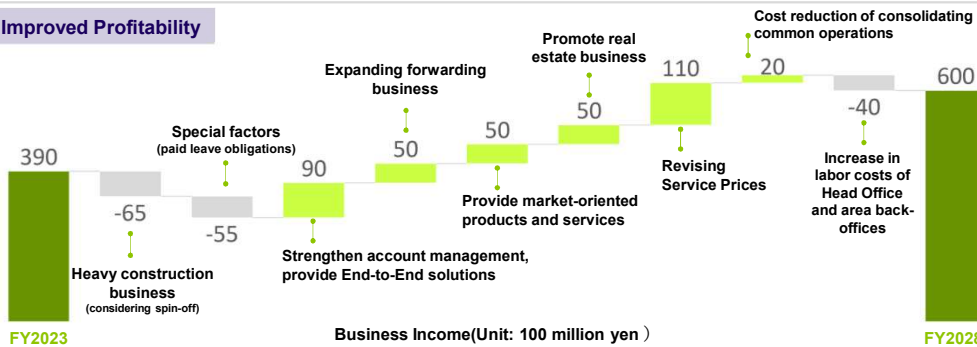 Improved Profitability
390
-65
Heavy construction
business
(considering spin-off)
Special factors
(paid leave obligations)
-55
90
Strengthen account management,
provide End-to-End solutions
Expanding forwarding
business
50
50
Provide market-oriented
products and services
Promote real
estate business
50
110
Revising
Service Prices
Cost reduction of consolidating
common operations
20
-40
Increase in
labor costs of
Head Office
and area back-
offices
600
FY2023
Business Income(Unit: 100 million yen )
FY2028